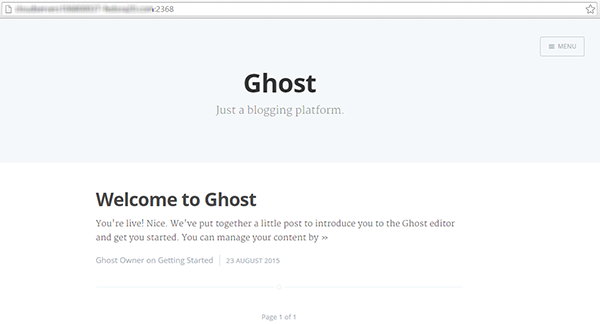 :2368
MENU
Ghost
Just a blogging platform.
Welcome to Ghost
You're live! Nice. We've put together a little post to introduce you to the Ghost editor
and get you started. You can manage your content by »
Ghost Owner on Getting Started
23 AUGUST 2015
Page 1 of 1